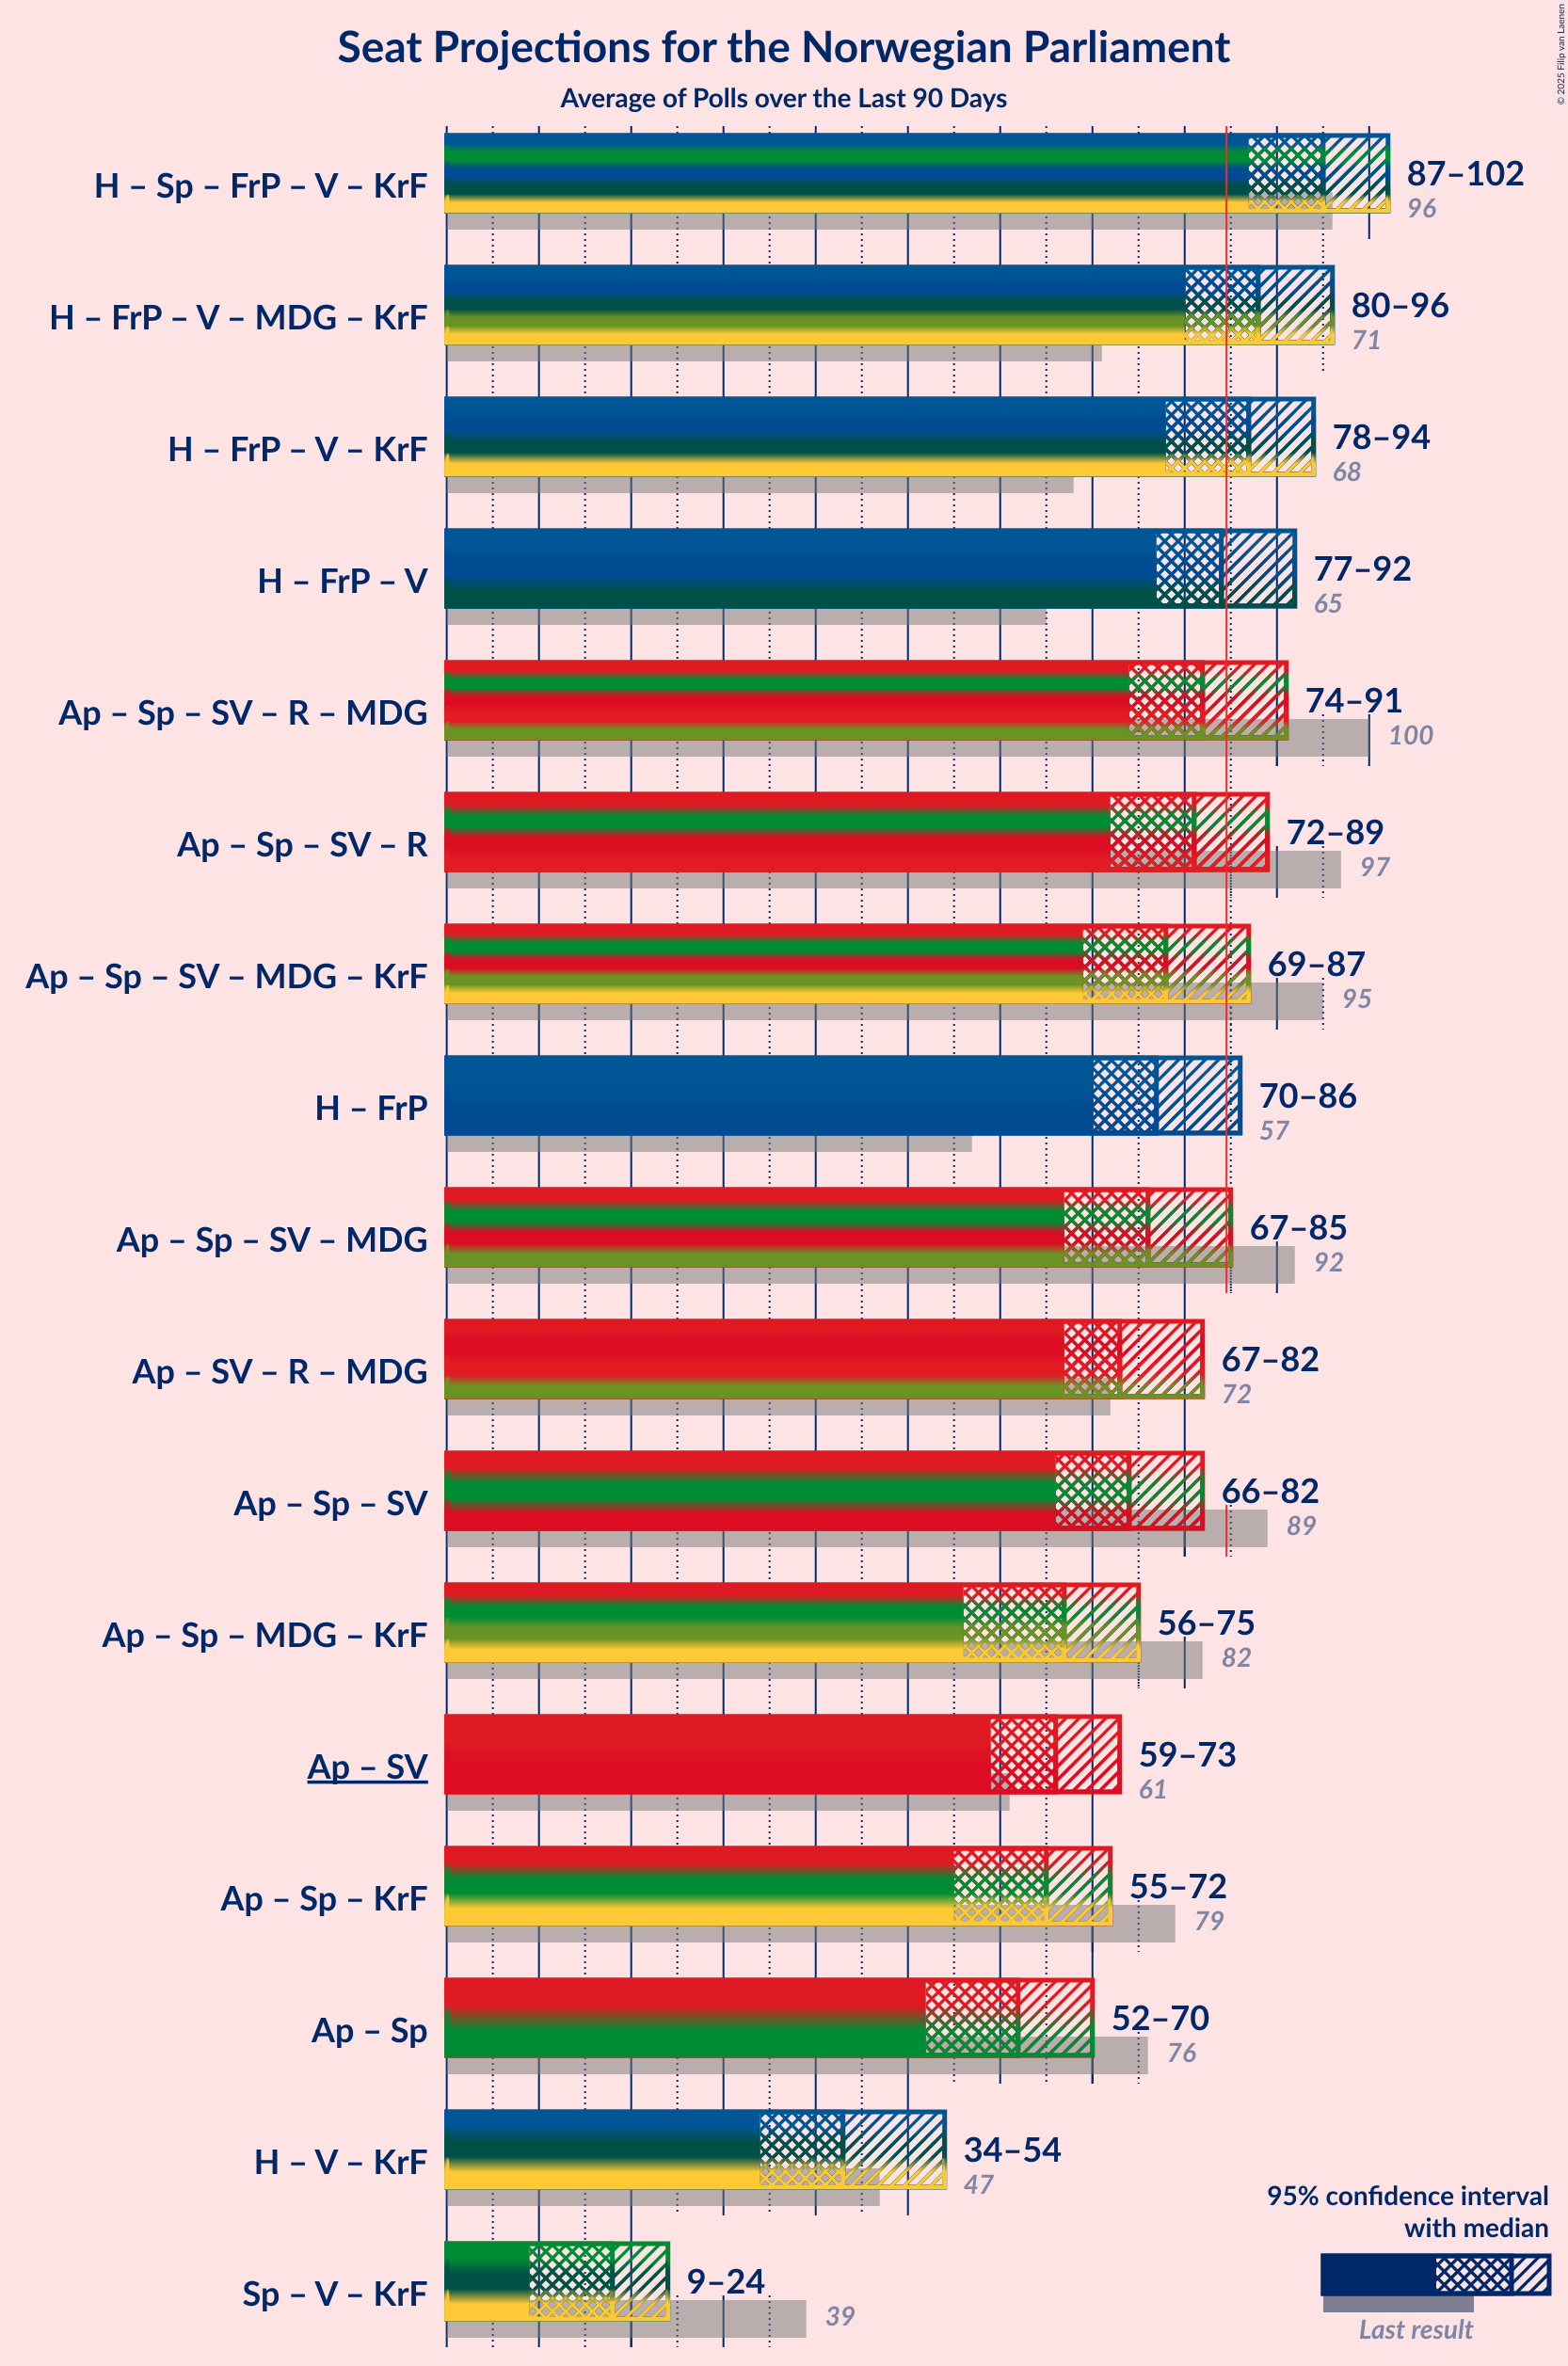 © 2025 Filip van Laenen
Seat Projections for the Norwegian Parliament
Average of Polls over the Last 90 Days
H – Sp – FrP – V – KrF
87–102
96
H – FrP – V – MDG – KrF
80–96
71
H – FrP – V – KrF
78–94
68
H – FrP – V
77–92
65
Ap – Sp – SV – R – MDG
74–91
100
Ap – Sp – SV – R
72–89
97
Ap – Sp – SV – MDG – KrF
69–87
95
H – FrP
70–86
57
Ap – Sp – SV – MDG
67–85
92
Ap – SV – R – MDG
67–82
72
Ap – Sp – SV
66–82
89
Ap – Sp – MDG – KrF
56–75
82
Ap – SV
59–73
61
Ap – Sp – KrF
55–72
79
Ap – Sp
52–70
76
H – V – KrF
34–54
47
Sp – V – KrF
9–24
39
95% confidence interval
with median
Last result